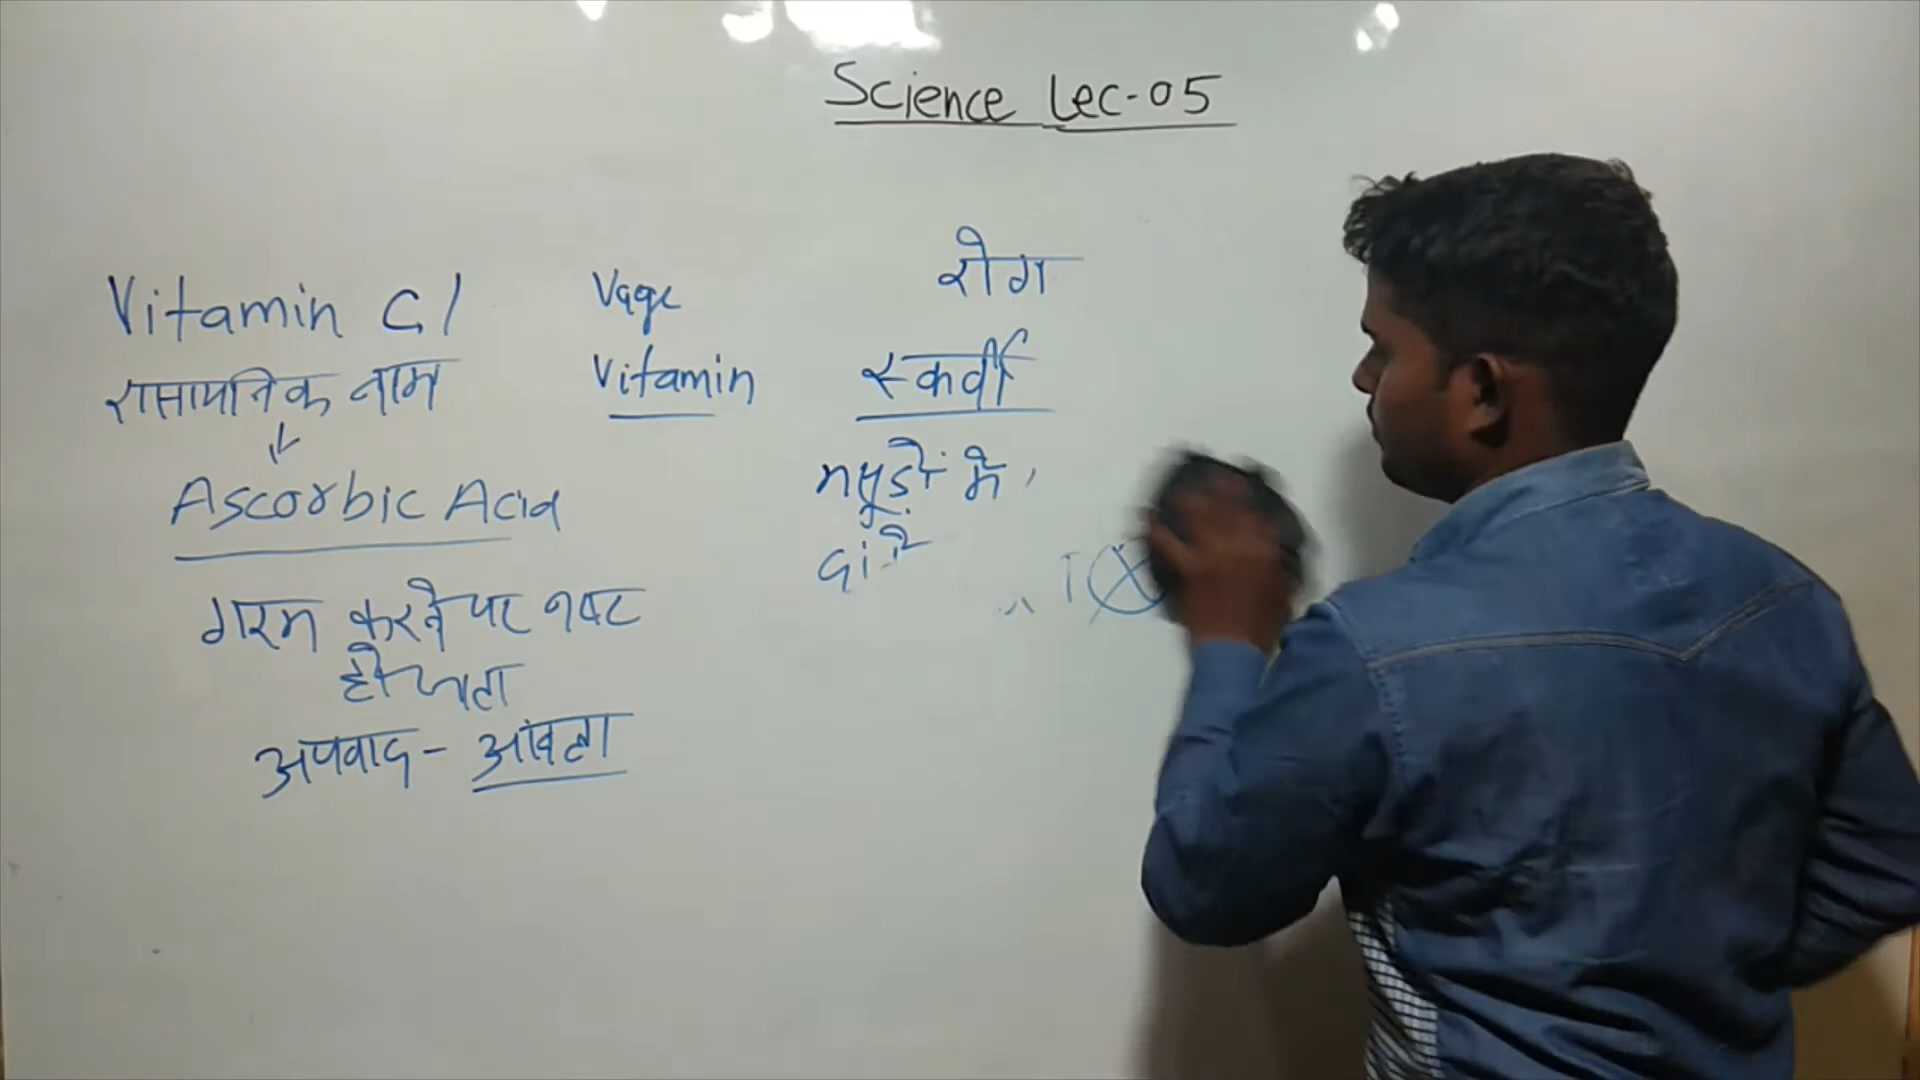 Science Lec-05
Vitamin C/
रासायनिक नाम
Ascorbic Acid
गरम करने पर नष्ट
हो जाता
अपवाद - आंवला
Vage
Vitamin
रोग
स्कर्वी
मसूड़ों में